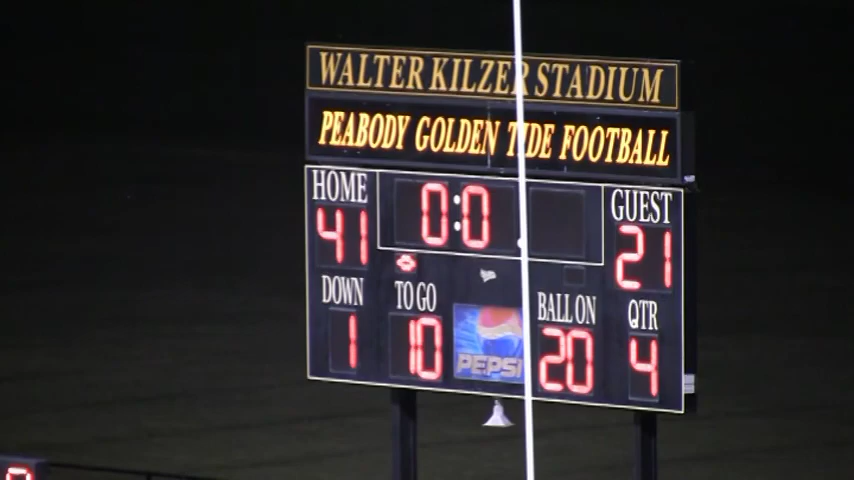 WALTER KILZER STADIUM
PEABODY GOLDEN TIDE FOOTBALL
HOME 0:0 GUEST
41 21
DOWN TO GO BALL ON QTR
1 10 PEPSI 20 4